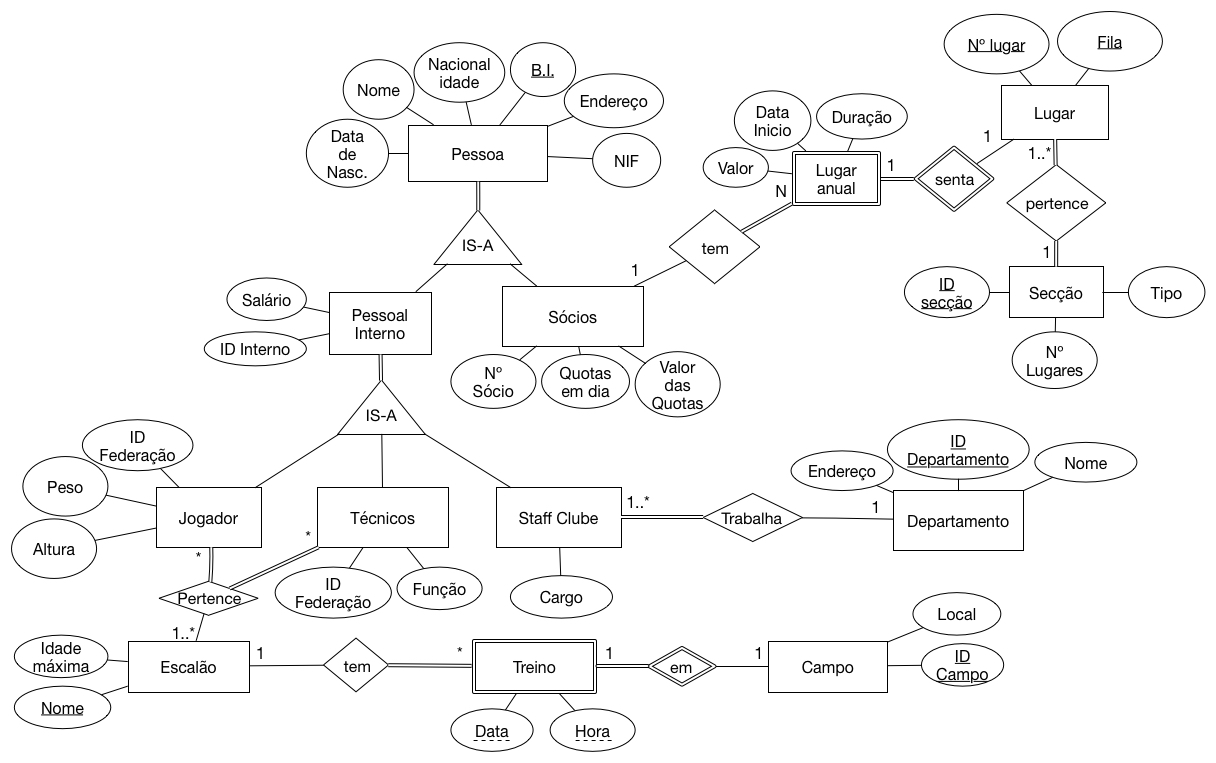 Nº lugar
Fila
Nacional
idade
B.I.
Nome
Endereço
Data
de
Nasc.
Pessoa
NIF
Data
Inicio
Duração
Lugar
Valor
Lugar
anual
1
1
1..*
senta
N
pertence
IS-A
tem
1
1
Salário
Pessoal
Interno
ID Interno
Sócios
ID
secção
Secção
Tipo
Nº
Sócio
Quotas
em dia
Valor
das
Quotas
Nº
Lugares
IS-A
ID
Federação
Peso
Altura
Jogador
Técnicos
Staff Clube
1..*
Trabalha
1
Endereço
ID
Departamento
Nome
Departamento
*
*
Pertence
ID
Federação
Função
Cargo
1..*
Idade
máxima
Nome
Escalão
1
tem
*
Treino
1
em
1
Campo
Local
ID
Campo
Data
Hora